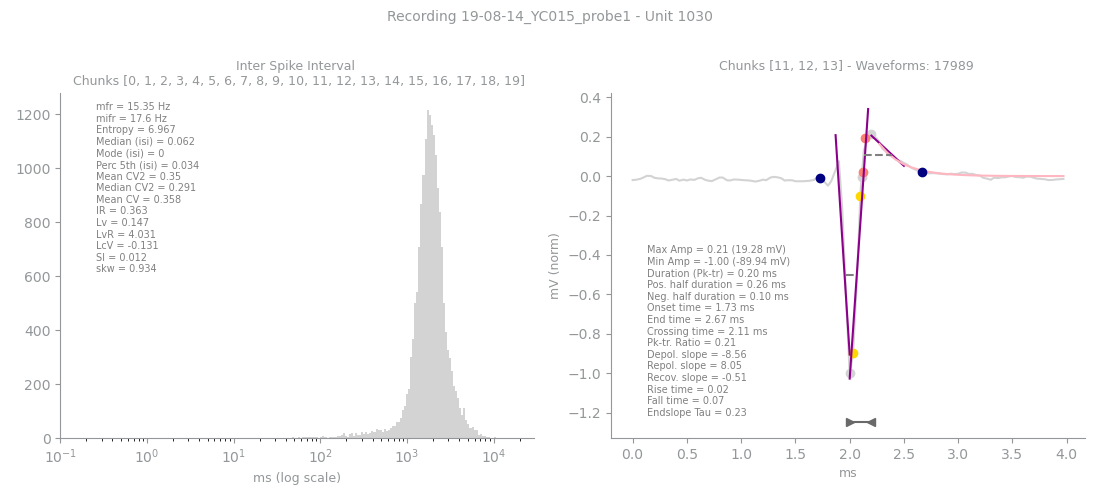 Recording 19-08-14_YC015_probe1 - Unit 1030
Inter Spike Interval
Chunks [0, 1, 2, 3, 4, 5, 6, 7, 8, 9, 10, 11, 12, 13, 14, 15, 16, 17, 18, 19]
mfr = 15.35 Hz
mifr = 17.6 Hz
Entropy = 6.967
Median (isi) = 0.062
Mode (isi) = 0
Perc 5th (isi) = 0.034
Mean CV2 = 0.35
Median CV2 = 0.291
Mean CV = 0.358
IR = 0.363
Lv = 0.147
LvR = 4.031
LcV = -0.131
SI = 0.012
skw = 0.934
1200
1000
800
600
400
200
0
10⁻¹ 10⁰ 10¹ 10² 10³ 10⁴
ms (log scale)
Chunks [11, 12, 13] - Waveforms: 17989
mV (norm)
0.4
0.2
0.0
−0.2
−0.4
−0.6
−0.8
−1.0
−1.2
Max Amp = 0.21 (19.28 mV)
Min Amp = -1.00 (-89.94 mV)
Duration (Pk-tr) = 0.20 ms
Pos. half duration = 0.26 ms
Neg. half duration = 0.10 ms
Onset time = 1.73 ms
End time = 2.67 ms
Crossing time = 2.11 ms
Pk-tr. Ratio = 0.21
Depol. slope = -8.56
Repol. slope = 8.05
Recov. slope = -0.51
Rise time = 0.02
Fall time = 0.07
Endslope Tau = 0.23
0.0 0.5 1.0 1.5 2.0 2.5 3.0 3.5 4.0
ms